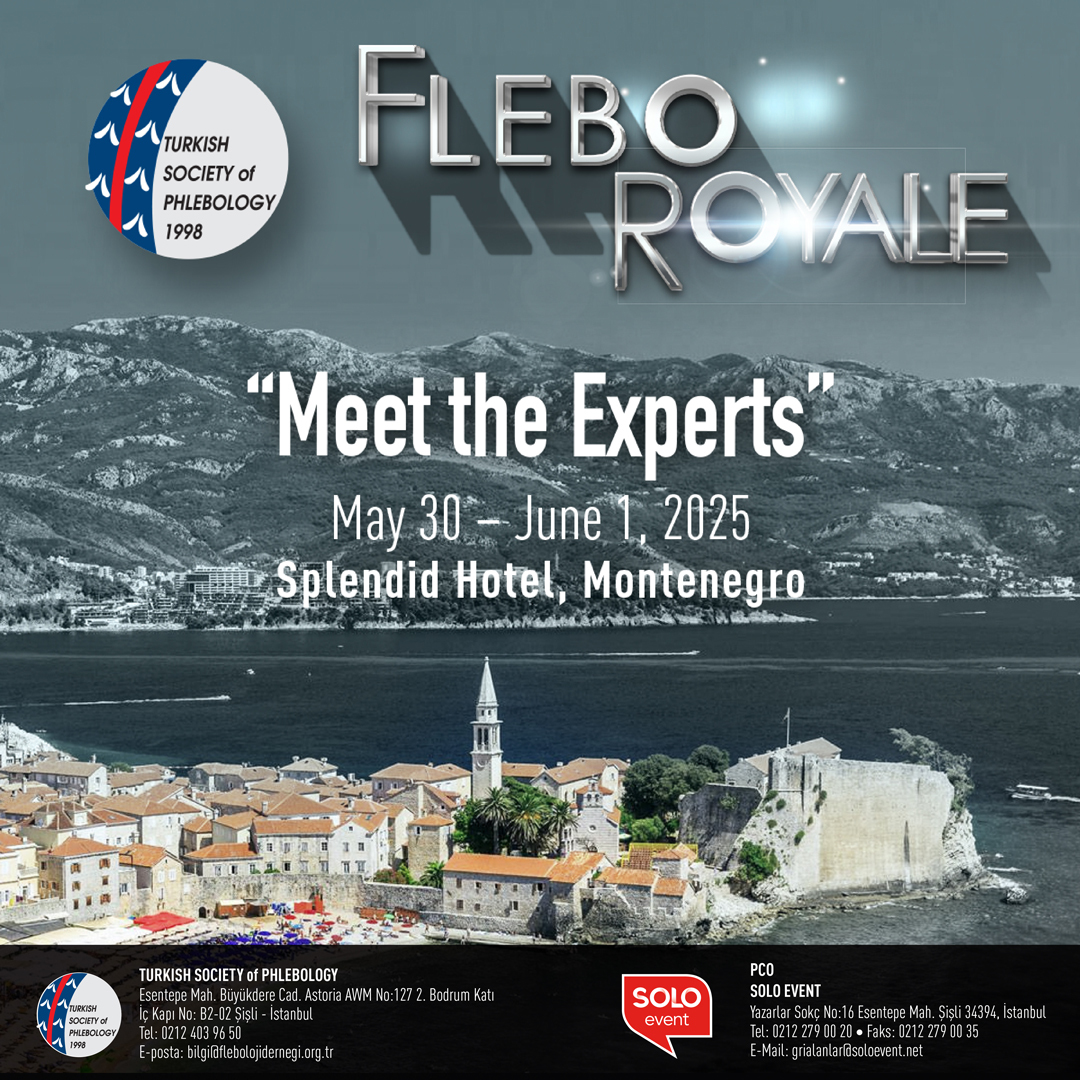 TURKISH
SOCIETY of
PHLEBOLOGY
1998
FLEBO
ROYALE
“Meet the Experts”
May 30 – June 1, 2025
Splendid Hotel, Montenegro
TURKISH
SOCIETY of
PHLEBOLOGY
1998
TURKISH SOCIETY of PHLEBOLOGY
Esentepe Mah. Büyükdere Cad. Astoria AWM No:127 2. Bodrum Katı
İç Kapı No: B2-02 Şişli - İstanbul
Tel: 0212 403 96 50
E-posta: bilgi@flebolojidernegi.org.tr
SOLO
event
PCO
SOLO EVENT
Yazarlar Sokç No:16 Esentepe Mah. Şişli 34394, İstanbul
Tel: 0212 279 00 20 • Faks: 0212 279 00 35
E-Mail: grialanlar@soloevent.net